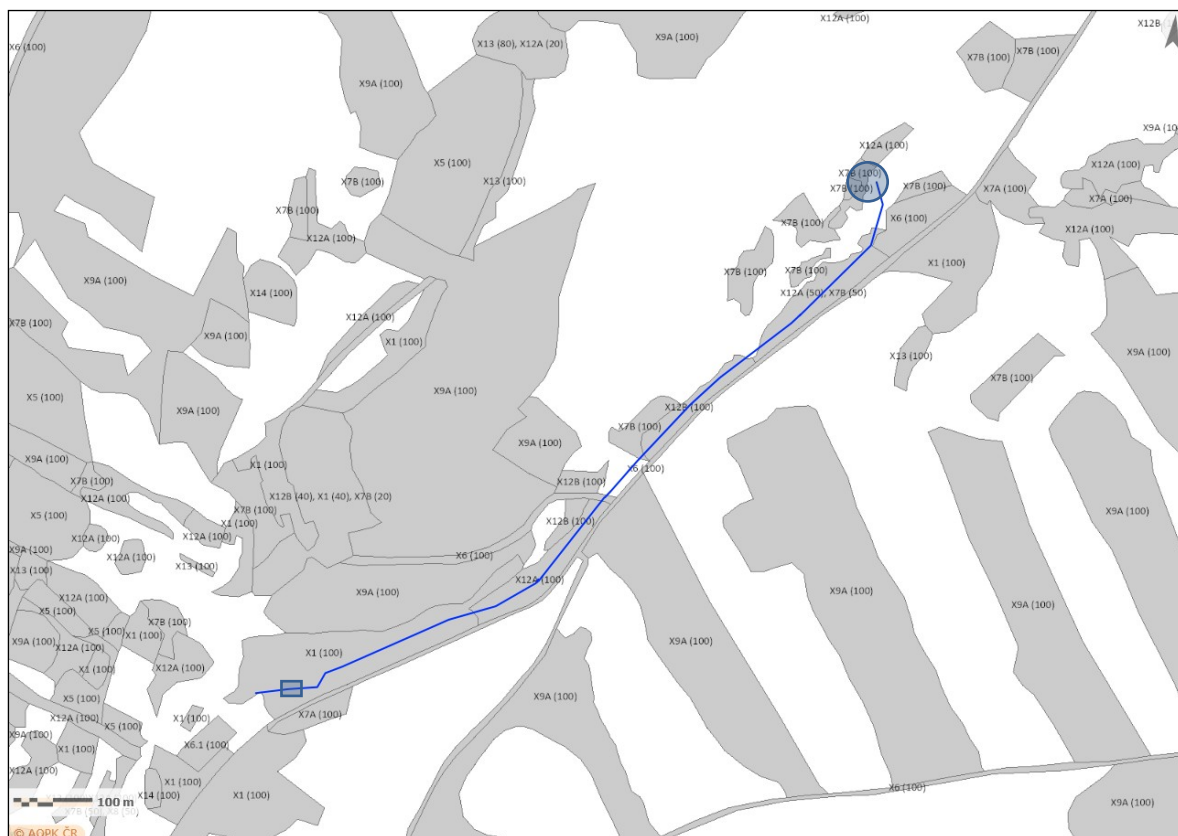 X12A (100)
X12B
X6 (100)
X13 (80), X12A (20)
X9A (100)
X7B (100)
X7B (100)
X9A (100)
X9A (10
X12A (100)
X5 (100)
X12A (100)
X13 (100)
X7B (100)
X7B (100)
X7B (100)
X7B (100)
X7A (100)
X7A (100)
X7B (100)
X7B (100)
X6 (100)
X12A (100)
X12A (100)
X1 (100)
X9A (100)
X14 (100)
X7B (100)
X7B (100)
X12A (50), X7B (50)
X12A (100)
X7B (100)
X9A (100)
X1 (100)
X9A (100)
X13 (100)
X7B (100)
X5 (100)
X9A (100)
X9A (100)
X12B (100)
X7B (100)
X9A (100)
X9A (100)
X1 (100)
X6 (100)
X7B (100)
X12B (100)
X12A (100)
X12B (40), X1 (40), X7B (20)
X5 (100)
X7B (100)
X9A (100)
X1 (100)
X12B (100)
X12A (100)
X12A (100)
X9A (100)
X6 (100)
X13 (100)
X13 (100)
X12A (100)
X9A (100)
X9A (100)
X12A (100)
X5 (100)
X7B (100)
X9A (100)
X5 (100)
X1 (100)
X9A (100)
X9A (100)
X12A (100)
X1 (100)
X1 (100)
X12A (100)
X5 (100)
X9A (100)
X7A (100)
X12A (100)
X1 (100)
X5 (100)
X9A (100)
X6.1 (100)
X1 (100)
X12A (100)
X1 (100)
X6 (100)
X14 (100)
X1 (100)
100 m
X9A (100)
X7B (50), X8 (50)
© AOPK ČR